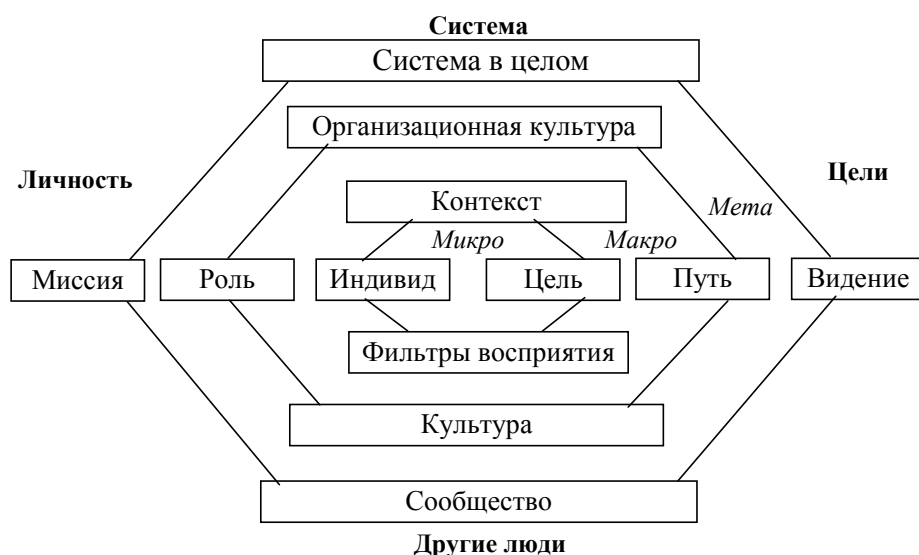 Система
Система в целом
Организационная культура
Личность
Цели
Контекст
Мета
Микро
Макро
Миссия
Роль
Индивид
Цель
Путь
Видение
Фильтры восприятия
Культура
Сообщество
Другие люди